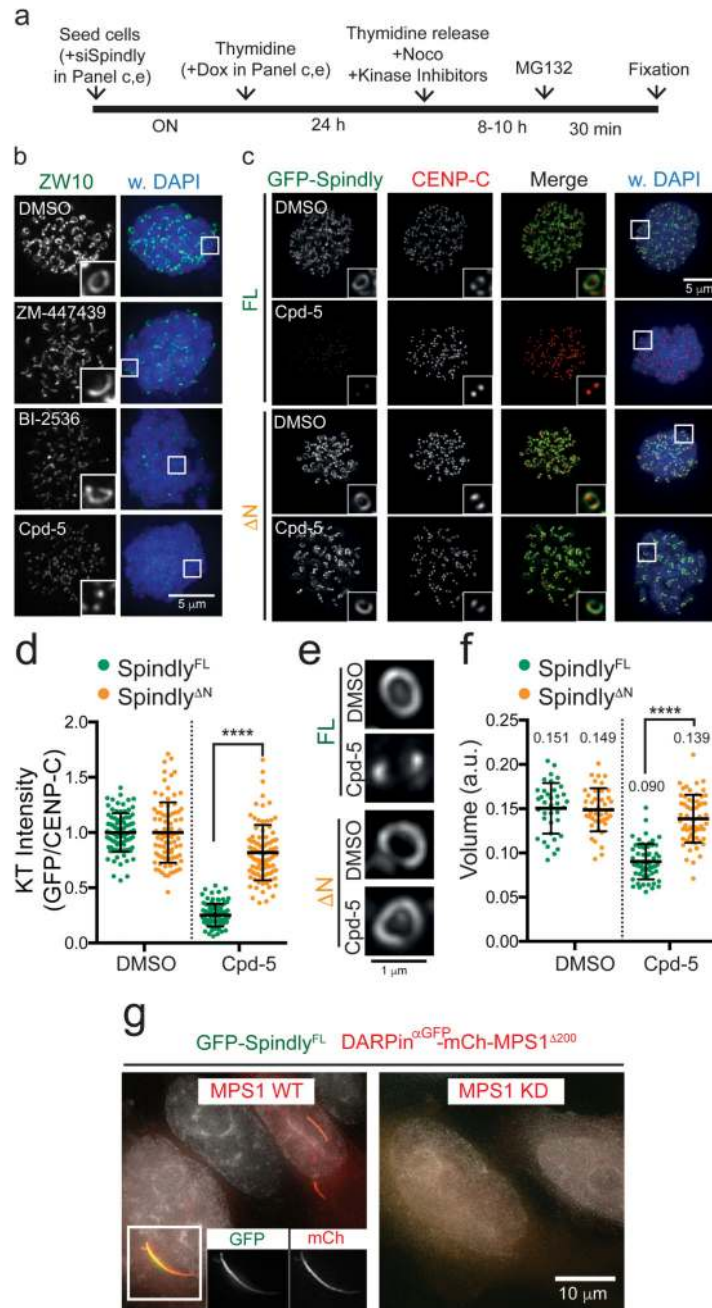 a
Seed cells
(+siSpindly
in Panel c,e)
Thymidine
(+Dox in Panel c,e)
Thymidine release
+Noco
+Kinase Inhibitors
MG132
Fixation
ON
24 h
8-10 h
30 min
b
ZW10
w. DAPI
DMSO
ZM-447439
BI-2536
Cpd-5
5 μm
c
GFP-Spindly
CENP-C
Merge
w. DAPI
FL
DMSO
5 μm
Cpd-5
ΔN
DMSO
Cpd-5
d
Spindly^FL
Spindly^ΔN
KT Intensity
(GFP/CENP-C)
2.0
1.5
1.0
0.5
0.0
****
DMSO
Cpd-5
e
FL
DMSO
Cpd-5
ΔN
DMSO
Cpd-5
1 μm
f
Spindly^FL
Spindly^ΔN
Volume (a.u.)
0.25
0.20
0.15
0.10
0.05
0.00
0.151
0.149
****
0.139
0.090
DMSO
Cpd-5
g
GFP-Spindly^FL DARPin^αGFP-mCh-MPS1^Δ200
MPS1 WT
MPS1 KD
GFP
mCh
10 μm